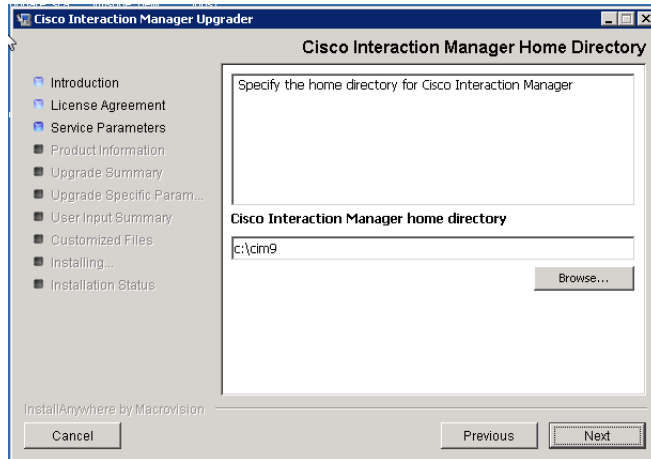 Cisco Interaction Manager Upgrader
Cisco Interaction Manager Home Directory
Introduction
License Agreement
Service Parameters
Product Information
Upgrade Summary
Upgrade Specific Param...
User Input Summary
Customized Files
Installing...
Installation Status
Specify the home directory for Cisco Interaction Manager
Cisco Interaction Manager home directory
c:\cim9
Browse...
InstallAnywhere by Macrovision
Cancel
Previous
Next